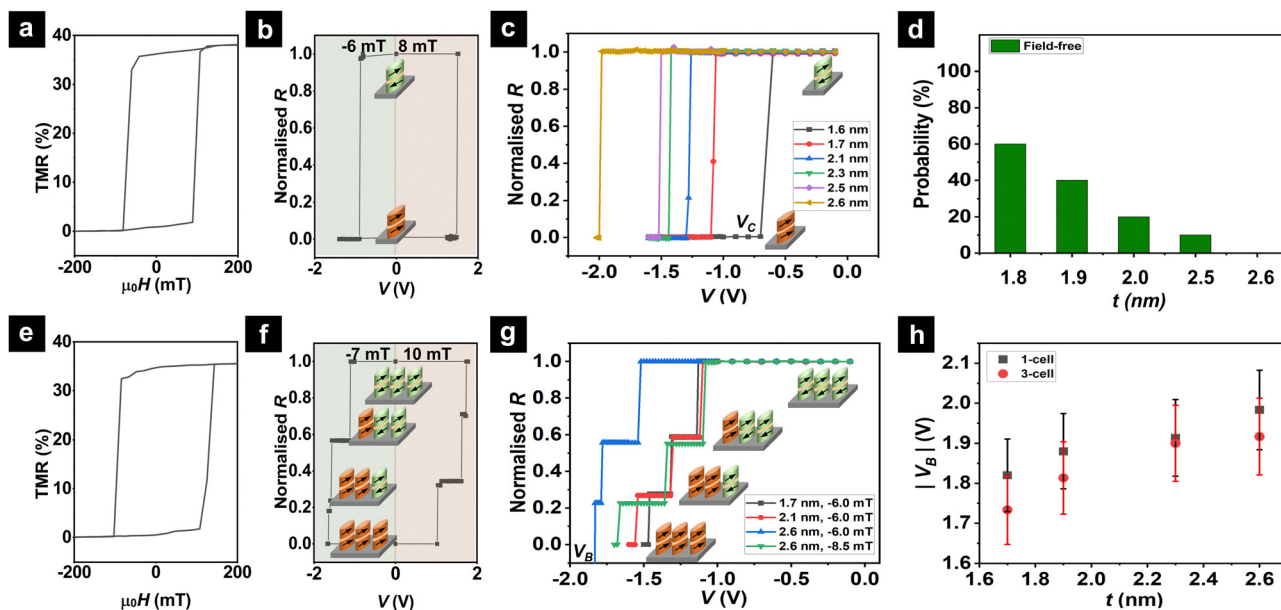 a
40
30
20
10
0
TMR (%)
-200
0
200
μ₀H (mT)
b
-6 mT
8 mT
1.0
0.8
0.6
0.4
0.2
0.0
Normalised R
-2
0
2
V (V)
c
1.0
0.8
0.6
0.4
0.2
0.0
Normalised R
1.6 nm
1.7 nm
2.1 nm
2.3 nm
2.5 nm
2.6 nm
V_C
-2.0
-1.5
-1.0
-0.5
0.0
V (V)
d
Field-free
100
80
60
40
20
0
Probability (%)
1.8
1.9
2.0
2.5
2.6
t (nm)
e
40
20
0
TMR (%)
-200
0
200
μ₀H (mT)
f
-7 mT
10 mT
1.0
0.8
0.6
0.4
0.2
0.0
Normalised R
-2
0
2
V (V)
g
1.0
0.8
0.6
0.4
0.2
0.0
Normalised R
1.7 nm, -6.0 mT
2.1 nm, -6.0 mT
2.6 nm, -6.0 mT
2.6 nm, -8.5 mT
V_B
-2.0
-1.5
-1.0
-0.5
0.0
V (V)
h
1-cell
3-cell
2.1
2.0
1.9
1.8
1.7
1.6
| V_B | (V)
1.6
1.8
2.0
2.2
2.4
2.6
t (nm)